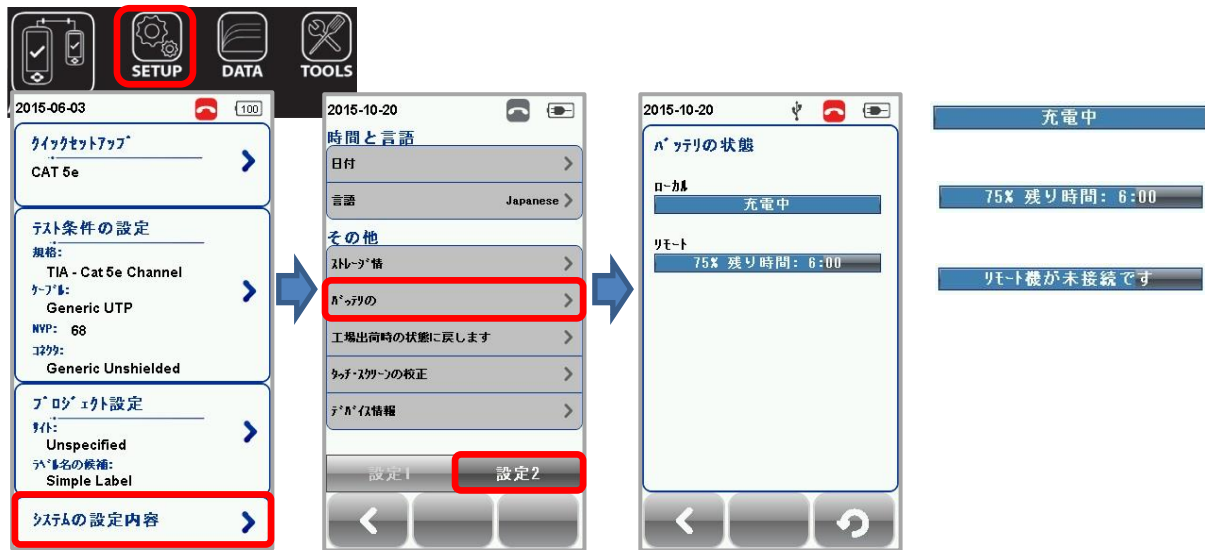 SETUP
DATA
TOOLS
2015-06-03
100
クイックセットアップ
CAT 5e
テスト条件の設定
規格:
TIA - Cat 5e Channel
ケーブル:
Generic UTP
NVP: 68
コネクタ:
Generic Unshielded
プロジェクト設定
サイト:
Unspecified
ラベル名の候補:
Simple Label
システムの設定内容
2015-10-20
時間と言語
日付
言語 Japanese
その他
ストレージ情
バッテリの
工場出荷時の状態に戻します
タッチ・スクリーンの校正
デバイス情報
設定1 設定2
2015-10-20
バッテリの状態
ローカル
充電中
リモート
75% 残り時間: 6:00
充電中
75% 残り時間: 6:00
リモート機が未接続です